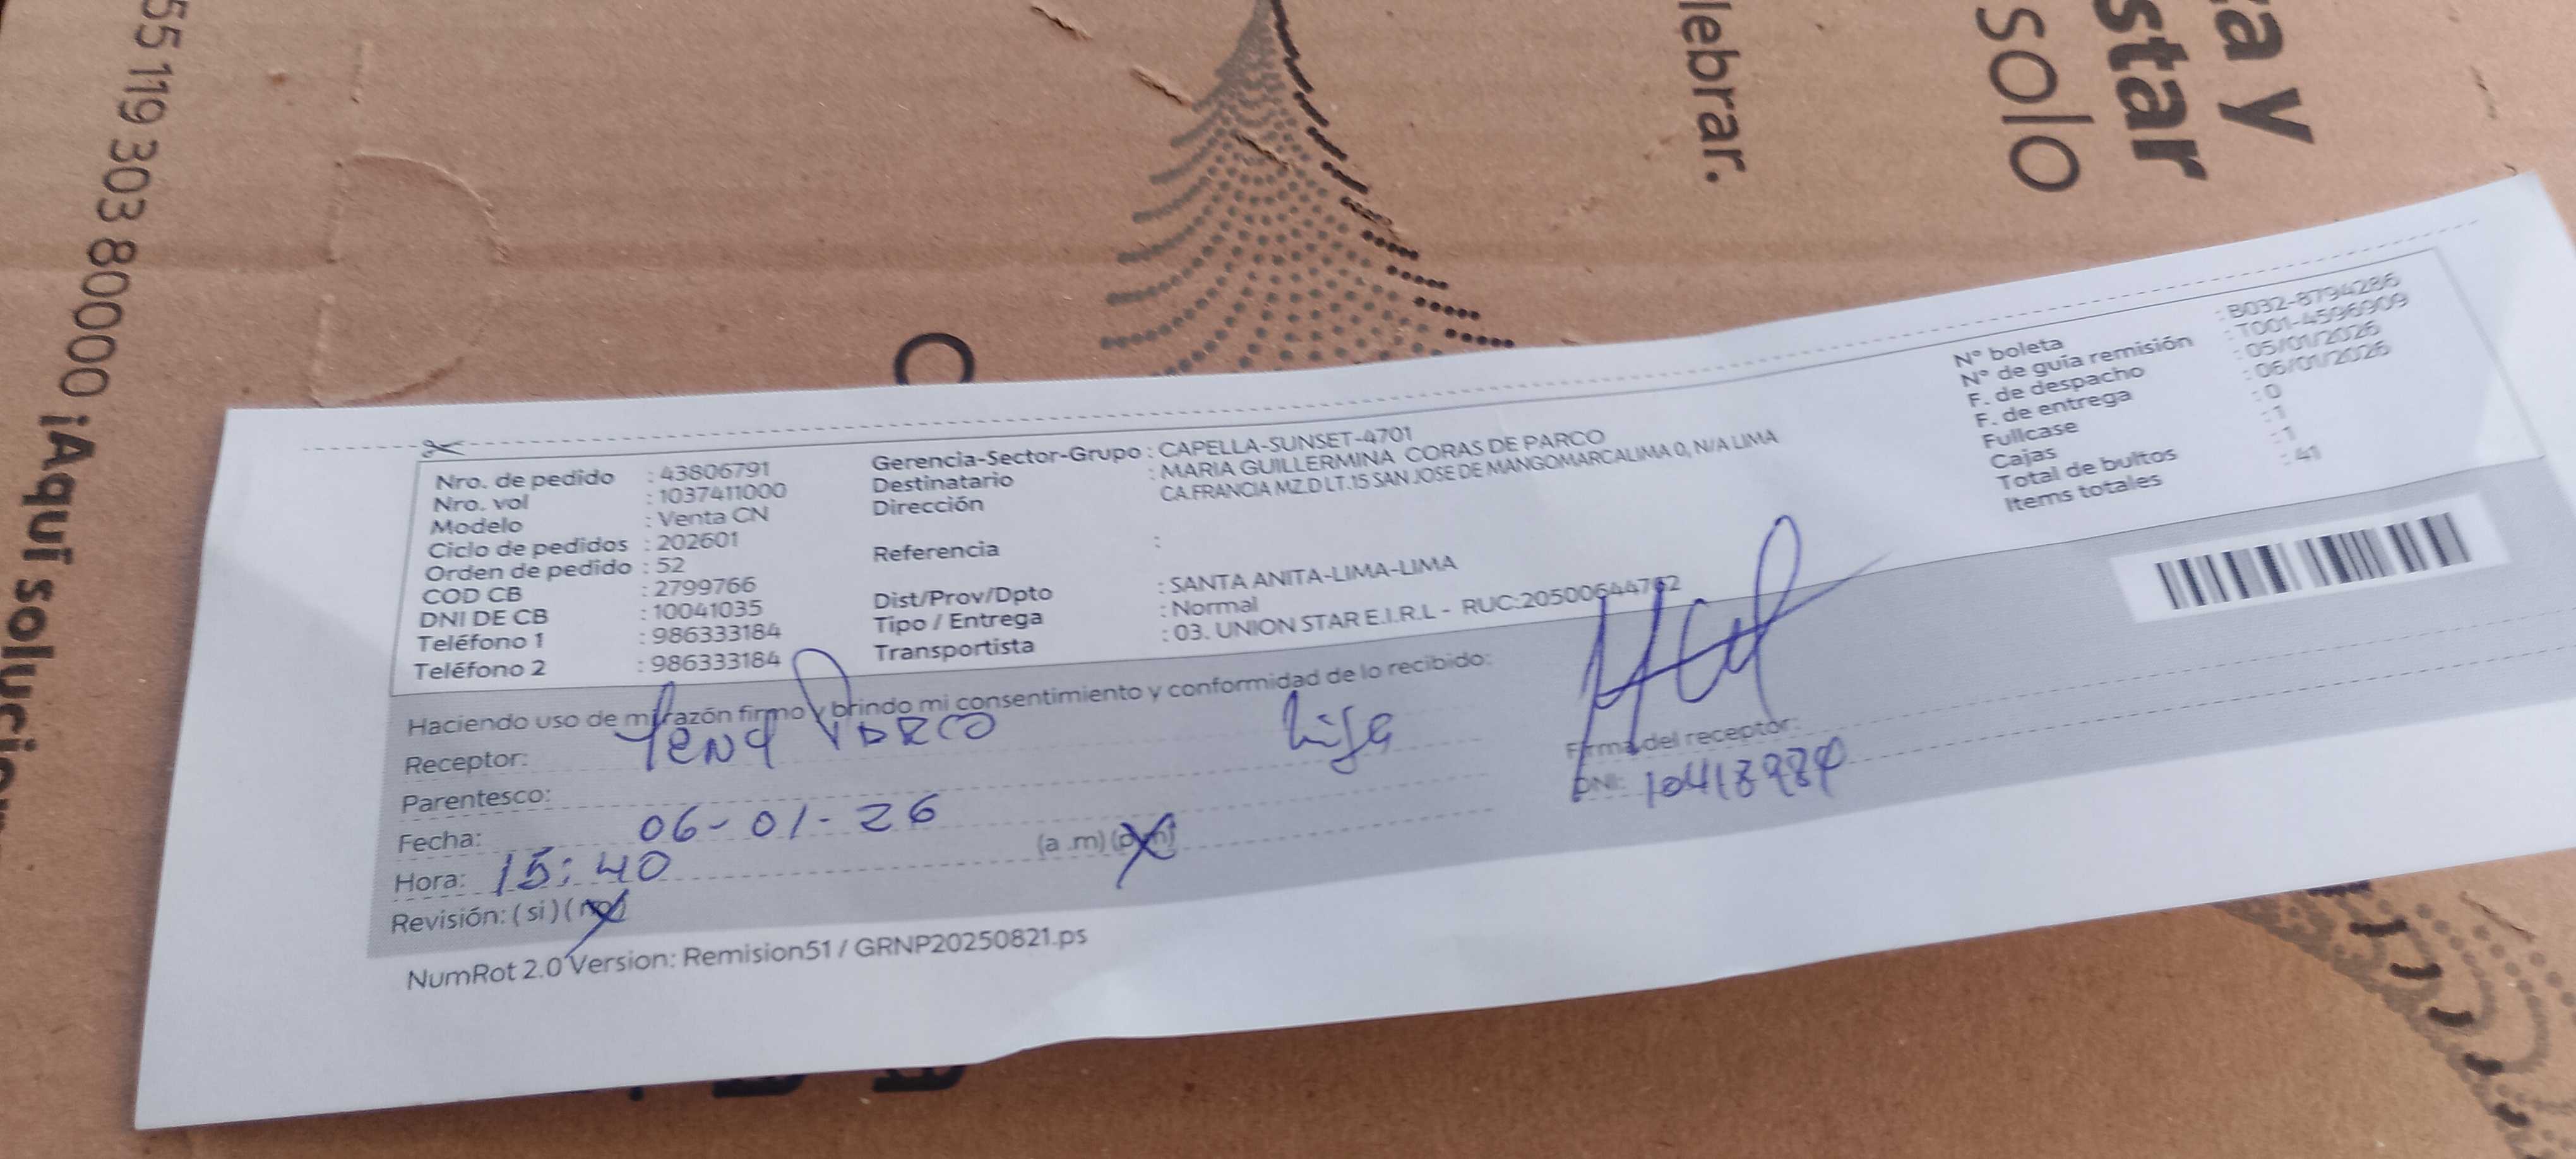 55 119 303 80000 ¡Aquí soluci
lebrar.
solo
star
ta y
Nro. de pedido : 43806791
Nro. vol : 1037411000
Modelo : Venta CN
Ciclo de pedidos : 202601
Orden de pedido : 52
COD CB : 2799766
DNI DE CB : 10041035
Teléfono 1 : 986333184
Teléfono 2 : 986333184
Gerencia-Sector-Grupo : CAPELLA-SUNSET-4701
Destinatario : MARIA GUILLERMINA CORAS DE PARCO
Dirección CA.FRANCIA MZ.D LT.15 SAN JOSE DE MANGOMARCALIMA 0, N/A LIMA
Referencia :
Dist/Prov/Dpto : SANTA ANITA-LIMA-LIMA
Tipo / Entrega : Normal
Transportista : 03. UNION STAR E.I.R.L - RUC:20500644762
N° boleta : B032-8794286
N° de guía remisión : T001-4596909
F. de despacho : 05/01/2026
F. de entrega : 06/01/2026
Fullcase : 0
Cajas : 1
Total de bultos : 1
Items totales : 41
Haciendo uso de mi razón firmo y brindo mi consentimiento y conformidad de lo recibido:
Receptor: Parco
Parentesco: hija
Fecha: 06-01-26
Hora: 15:40 (a .m) (p.m)
Revisión: ( si ) ( no )
Firma del receptor:
DNI:
NumRot 2.0 Version: Remision51 / GRNP20250821.ps